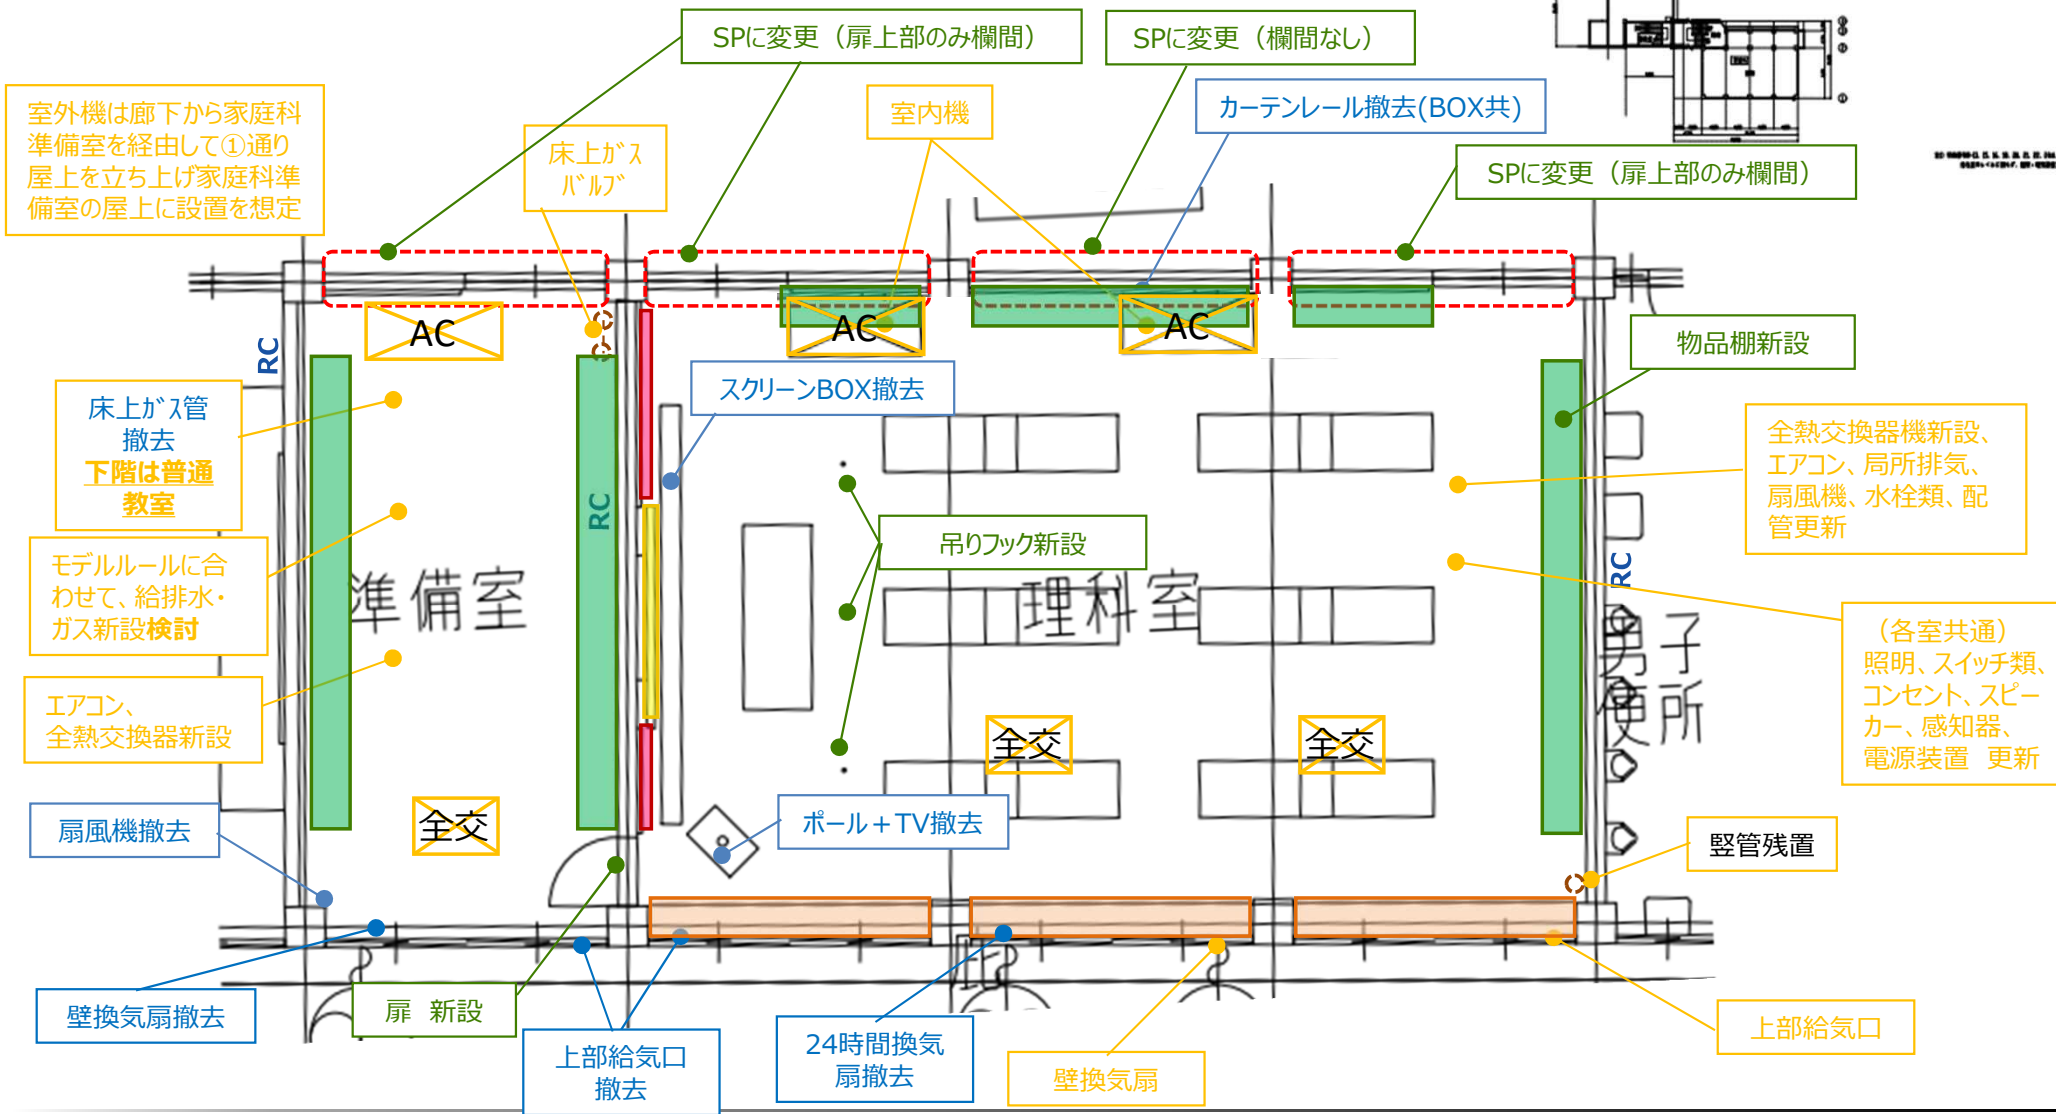 SPに変更（扉上部のみ欄間）
SPに変更（欄間なし）
室外機は廊下から家庭科
準備室を経由して①通り
屋上を立ち上げ家庭科準
備室の屋上に設置を想定
床上ｶﾞｽ
ﾊﾞﾙﾌﾞ
室内機
カーテンレール撤去(BOX共)
SPに変更（扉上部のみ欄間）
AC
AC
AC
RC
物品棚新設
床上ｶﾞｽ管
撤去
下階は普通
教室
スクリーンBOX撤去
全熱交換器機新設、
エアコン、局所排気、
扇風機、水栓類、配
管更新
RC
吊りフック新設
モデルルールに合
わせて、給排水・
ガス新設検討
準備室
理科室
RC
男子
便所
（各室共通）
照明、スイッチ類、
コンセント、スピー
カー、感知器、
電源装置　更新
エアコン、
全熱交換器新設
全交
全交
全交
扇風機撤去
ポール＋TV撤去
竪管残置
壁換気扇撤去
扉　新設
上部給気口
撤去
24時間換気
扇撤去
壁換気扇
上部給気口